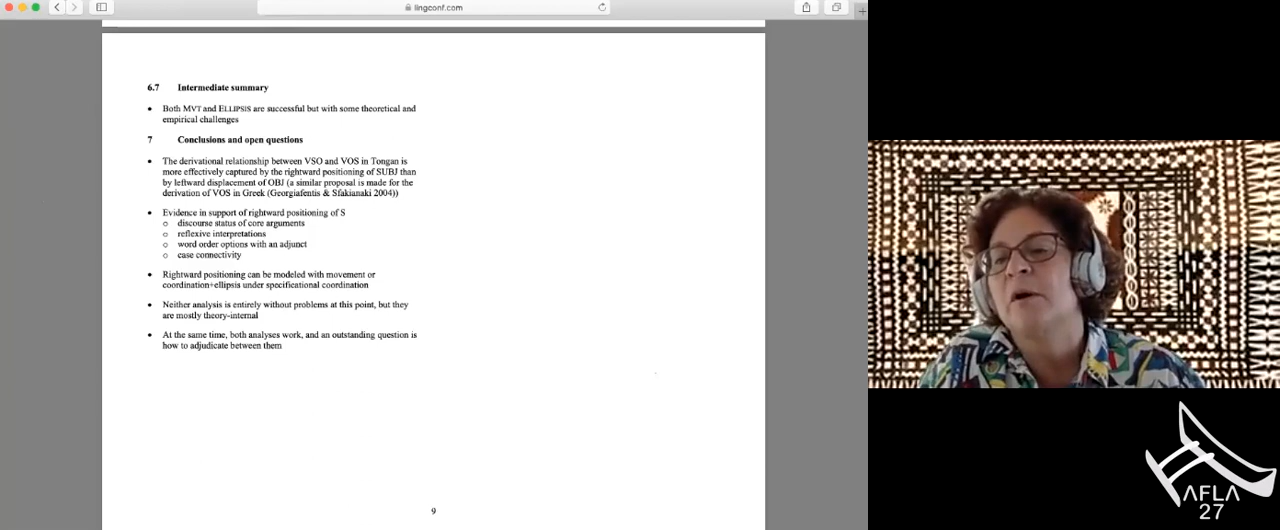 lingconf.com
6.7 Intermediate summary
• Both MVT and ELLIPSIS are successful but with some theoretical and
empirical challenges
7 Conclusions and open questions
• The derivational relationship between VSO and VOS in Tongan is
more effectively captured by the rightward positioning of SUBJ than
by leftward displacement of OBJ (a similar proposal is made for the
derivation of VOS in Greek (Georgiafentis & Sfakianaki 2004))
• Evidence in support of rightward positioning of S
o discourse status of core arguments
o reflexive interpretations
o word order options with an adjunct
o case connectivity
• Rightward positioning can be modeled with movement or
coordination+ellipsis under specificational coordination
• Neither analysis is entirely without problems at this point, but they
are mostly theory-internal
• At the same time, both analyses work, and an outstanding question is
how to adjudicate between them
9
AFLA
27